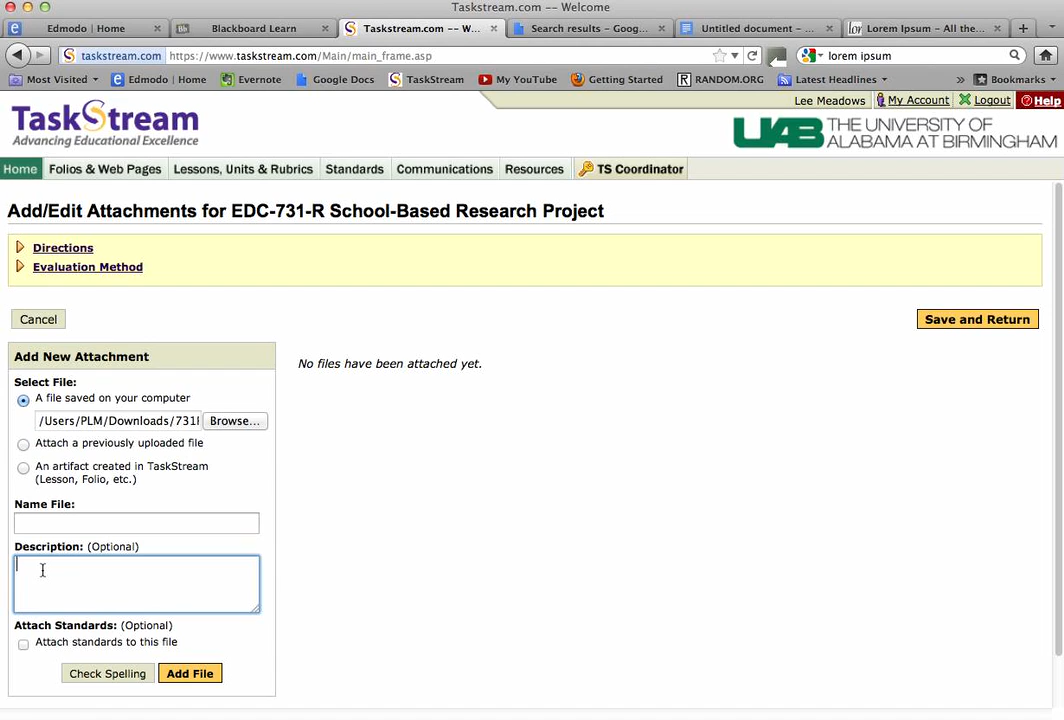 Taskstream.com -- Welcome
Edmodo | Home
Blackboard Learn
Taskstream.com -- W...
Search results – Goog...
Untitled document - ...
Lorem Ipsum - All the...
taskstream.com https://www.taskstream.com/Main/main_frame.asp
lorem ipsum
Most Visited
Edmodo | Home
Evernote
Google Docs
TaskStream
My YouTube
Getting Started
RANDOM.ORG
Latest Headlines
»
Bookmarks
Lee Meadows
My Account
Logout
Help
TaskStream
Advancing Educational Excellence
UAB THE UNIVERSITY OF
ALABAMA AT BIRMINGHAM
Home
Folios & Web Pages
Lessons, Units & Rubrics
Standards
Communications
Resources
TS Coordinator
Add/Edit Attachments for EDC-731-R School-Based Research Project
Directions
Evaluation Method
Cancel
Save and Return
Add New Attachment
No files have been attached yet.
Select File:
A file saved on your computer
/Users/PLM/Downloads/731
Browse...
Attach a previously uploaded file
An artifact created in TaskStream
(Lesson, Folio, etc.)
Name File:
Description: (Optional)
Attach Standards: (Optional)
Attach standards to this file
Check Spelling
Add File